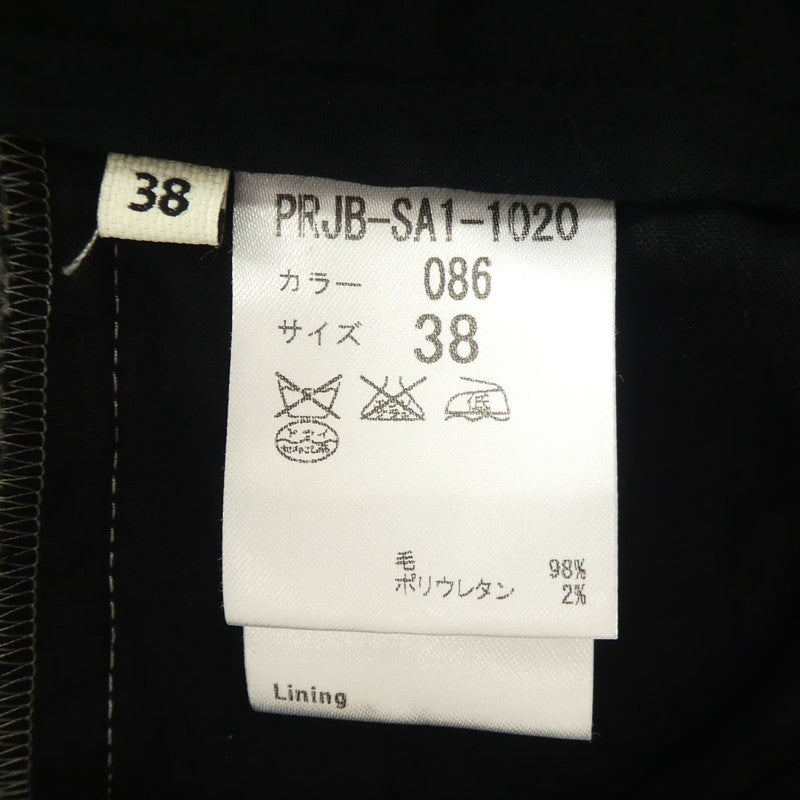 38
PRJB-SA1-1020
カラー 086
サイズ 38
低
毛 98%
ポリウレタン 2%
Lining